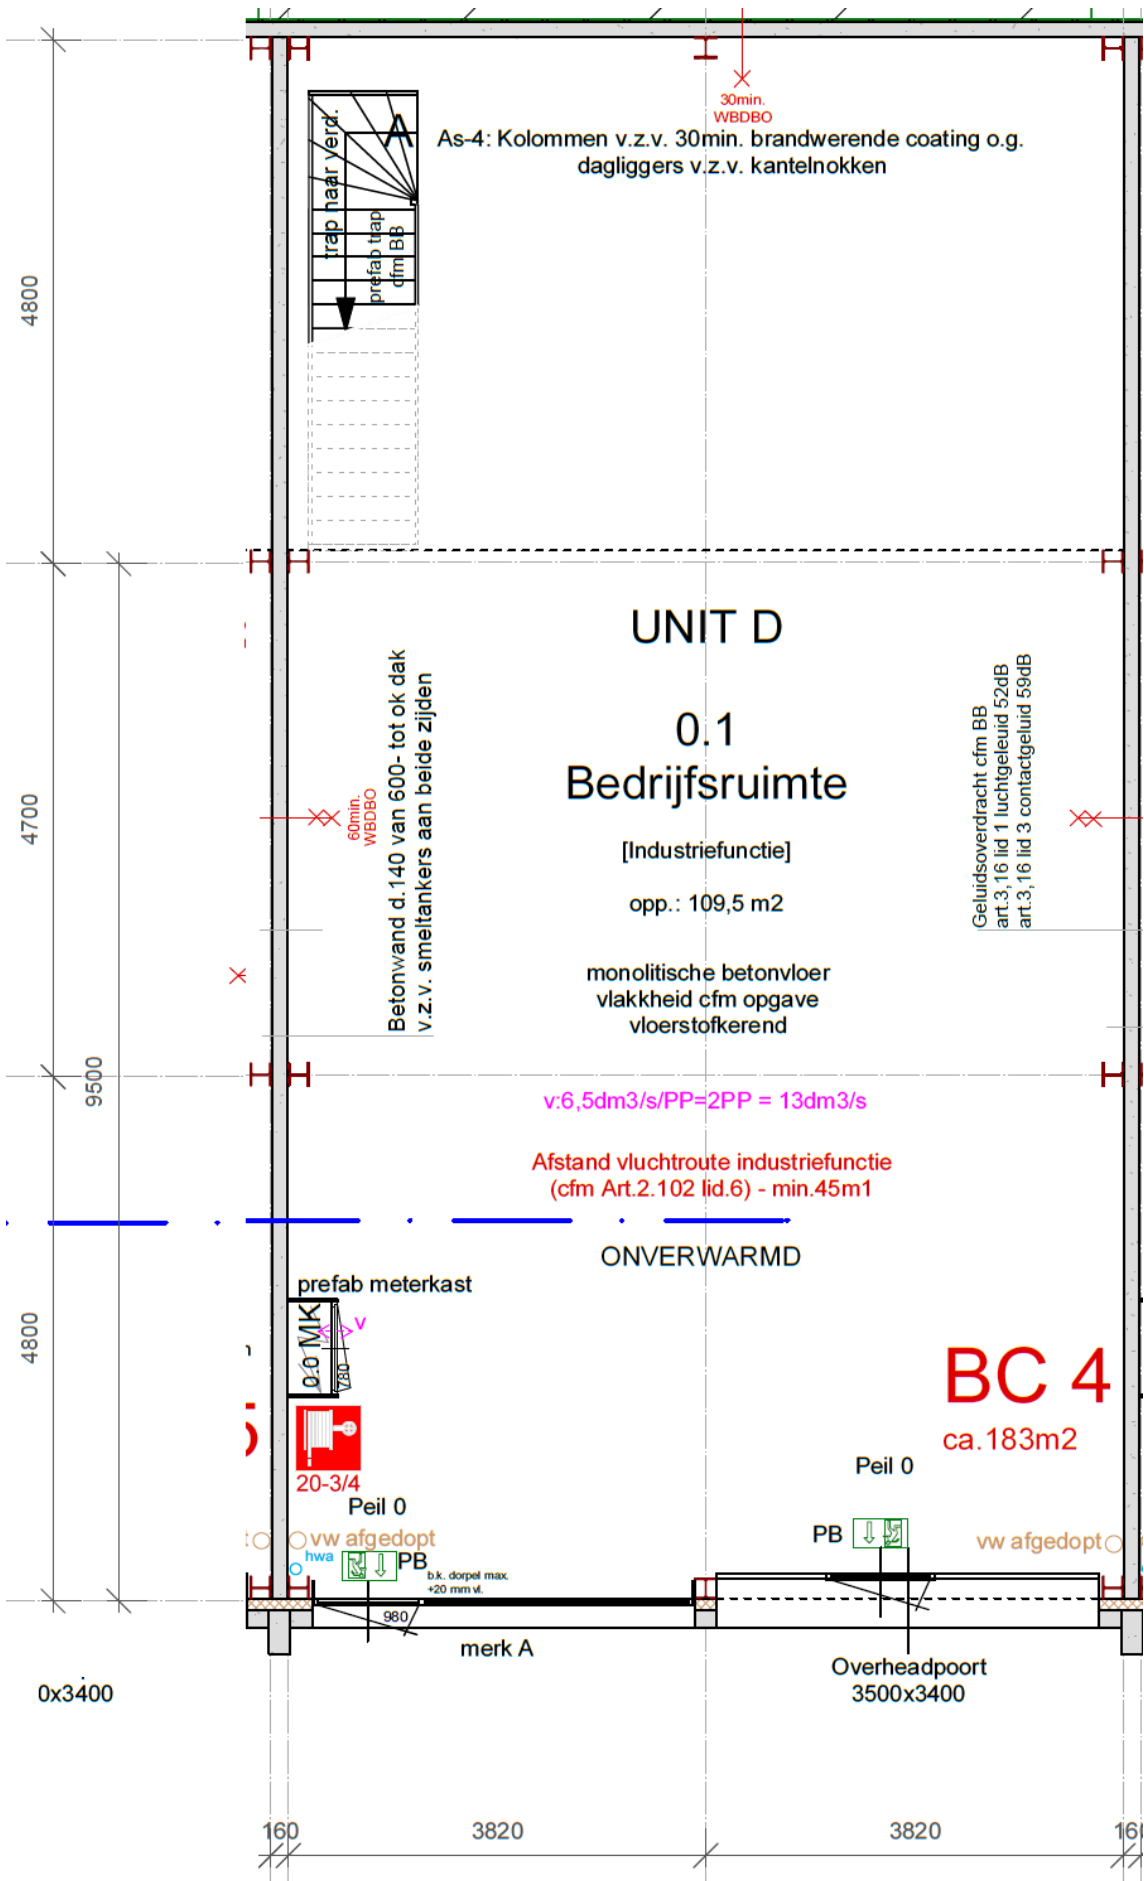 30min.
WBDBO
As-4: Kolommen v.z.v. 30min. brandwerende coating o.g.
dagliggers v.z.v. kantelnokken
A
trap naar verd.
prefab trap
cfm BB
4800
UNIT D
0.1
Bedrijfsruimte
[Industriefunctie]
opp.: 109,5 m2
monolitische betonvloer
vlakkheid cfm opgave
vloerstofkerend
Betonwand d.140 van 600- tot ok dak
v.z.v. smeltankers aan beide zijden
60min.
WBDBO
Geluidsoverdracht cfm BB
art.3,16 lid 1 luchtgeleuid 52dB
art.3,16 lid 3 contactgeluid 59dB
4700
9500
v:6,5dm3/s/PP=2PP = 13dm3/s
Afstand vluchtroute industriefunctie
(cfm Art.2.102 lid.6) - min.45m1
ONVERWARMD
prefab meterkast
0.0 MK
v
780
4800
BC 4
ca.183m2
20-3/4
Peil 0
Peil 0
vw afgedopt
hwa
PB
b.k. dorpel max.
+20 mm vl.
PB
vw afgedopt
980
merk A
Overheadpoort
3500x3400
0x3400
160
3820
3820
160